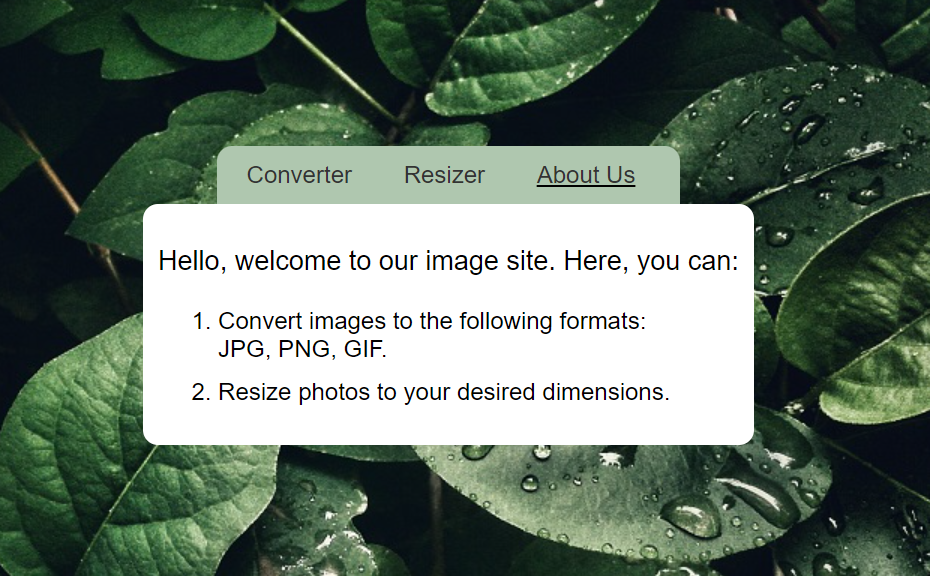 Converter Resizer About Us
Hello, welcome to our image site. Here, you can:
1. Convert images to the following formats:
JPG, PNG, GIF.
2. Resize photos to your desired dimensions.